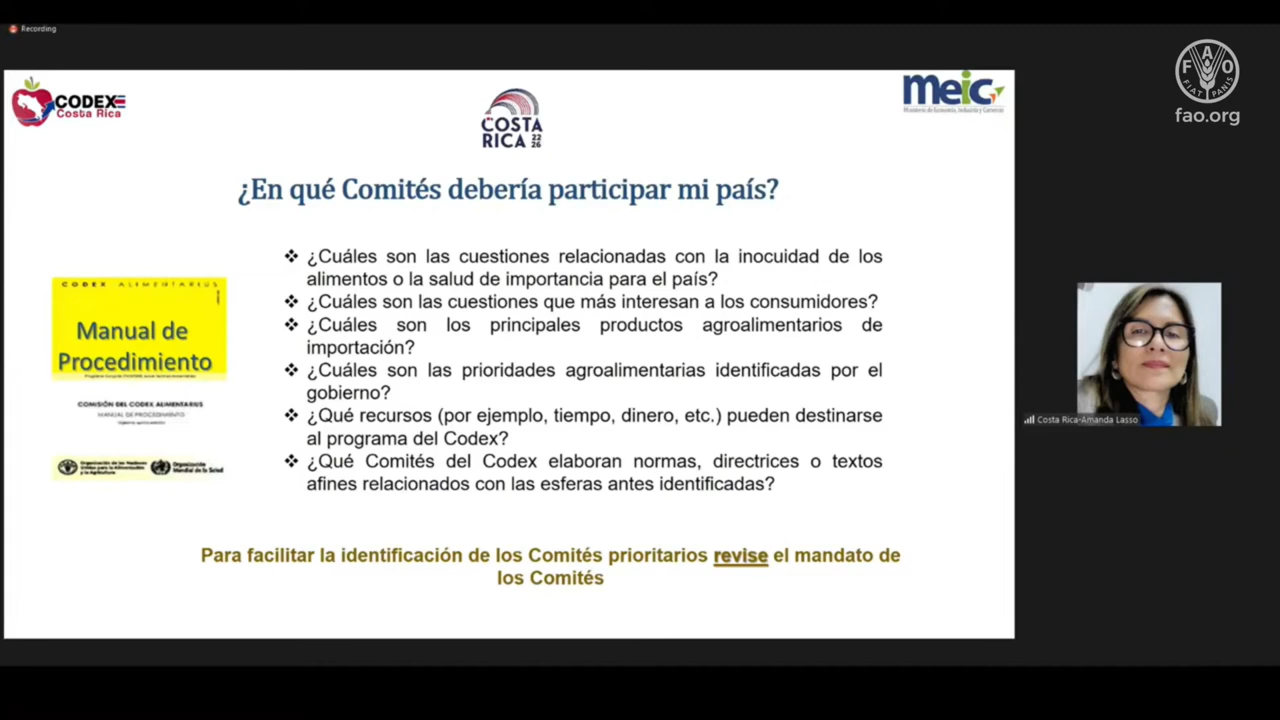 Recording
CODEX
Costa Rica
COSTA
RICA 22 26
meic
Ministerio de Economía, Industria y Comercio
F A O
FIAT PANIS
fao.org
¿En qué Comités debería participar mi país?
❖ ¿Cuáles son las cuestiones relacionadas con la inocuidad de los
alimentos o la salud de importancia para el país?
❖ ¿Cuáles son las cuestiones que más interesan a los consumidores?
❖ ¿Cuáles son los principales productos agroalimentarios de
importación?
❖ ¿Cuáles son las prioridades agroalimentarias identificadas por el
gobierno?
❖ ¿Qué recursos (por ejemplo, tiempo, dinero, etc.) pueden destinarse
al programa del Codex?
❖ ¿Qué Comités del Codex elaboran normas, directrices o textos
afines relacionados con las esferas antes identificadas?
CODEX ALIMENTARIUS
Manual de
Procedimiento
COMISIÓN DEL CODEX ALIMENTARIUS
MANUAL DE PROCEDIMIENTO
Organización de las Naciones
Unidas para la Alimentación
y la Agricultura
Organización
Mundial de la Salud
Para facilitar la identificación de los Comités prioritarios revise el mandato de
los Comités
Costa Rica-Amanda Lasso